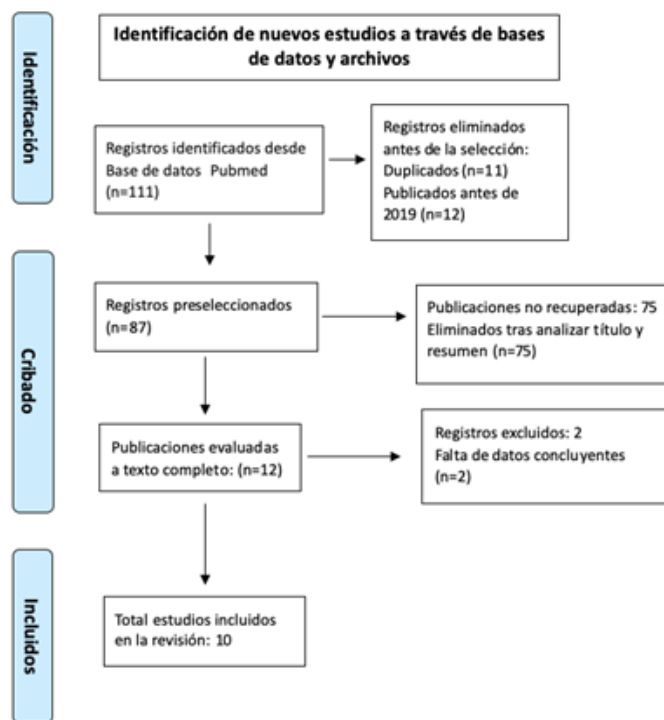 Identificación de nuevos estudios a través de bases
de datos y archivos
Identificación
Registros identificados desde
Base de datos Pubmed
(n=111)
Registros eliminados
antes de la selección:
Duplicados (n=11)
Publicados antes de
2019 (n=12)
Cribado
Registros preseleccionados
(n=87)
Publicaciones no recuperadas: 75
Eliminados tras analizar título y
resumen (n=75)
Publicaciones evaluadas
a texto completo: (n=12)
Registros excluidos: 2
Falta de datos concluyentes
(n=2)
Incluidos
Total estudios incluidos
en la revisión: 10